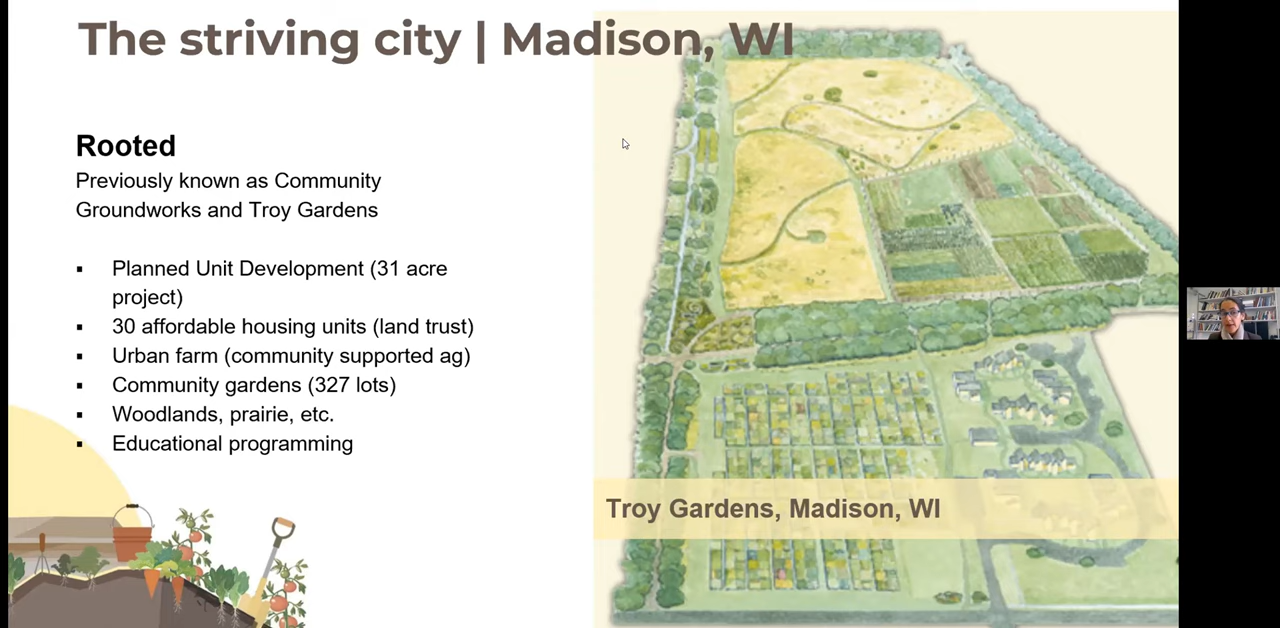 The striving city | Madison, WI
Rooted
Previously known as Community
Groundworks and Troy Gardens
▪ Planned Unit Development (31 acre
project)
▪ 30 affordable housing units (land trust)
▪ Urban farm (community supported ag)
▪ Community gardens (327 lots)
▪ Woodlands, prairie, etc.
▪ Educational programming
Troy Gardens, Madison, WI